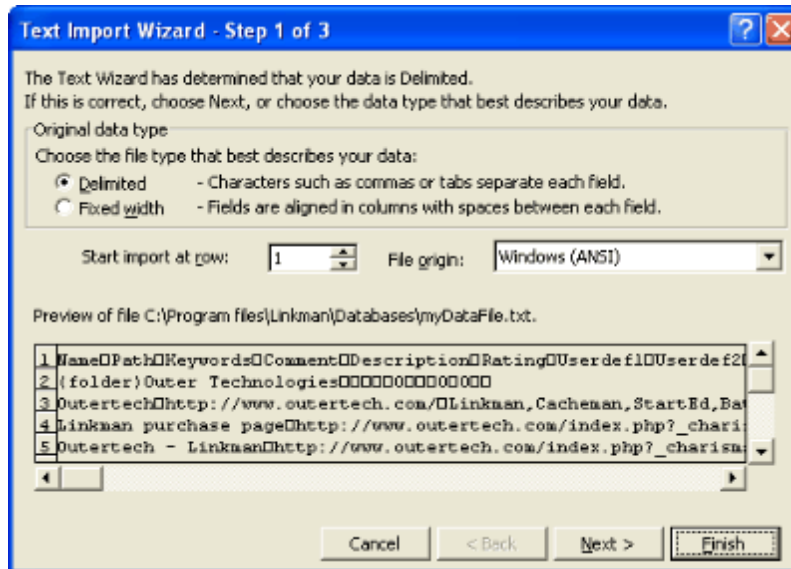 Text Import Wizard - Step 1 of 3
The Text Wizard has determined that your data is Delimited.
If this is correct, choose Next, or choose the data type that best describes your data.
Original data type
Choose the file type that best describes your data:
Delimited - Characters such as commas or tabs separate each field.
Fixed width - Fields are aligned in columns with spaces between each field.
Start import at row: 1 File origin: Windows (ANSI)
Preview of file C:\Program files\Linkman\Databases\myDataFile.txt.
1 Name□Path□Keywords□Comment□Description□Rating□Userdef1□Userdef2□
2 (folder)Outer Technologies□□□□□0□□□0□0□□□
3 Outertech□http://www.outertech.com/□Linkman,Cacheman,StartEd,Bat
4 Linkman purchase page□http://www.outertech.com/index.php?_charis
5 Outertech - Linkman□http://www.outertech.com/index.php?_charism
Cancel < Back Next > Finish